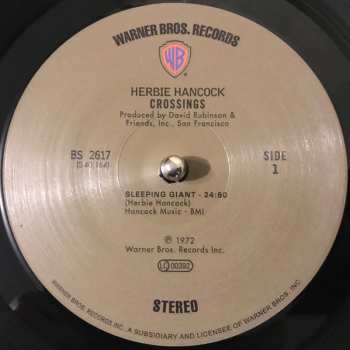 WARNER BROS. RECORDS
WB
HERBIE HANCOCK
CROSSINGS
Produced by David Rubinson &
Friends, Inc., San Francisco
BS 2617
SIDE
1
SLEEPING GIANT - 24:50
(Herbie Hancock)
Hancock Music - BMI
℗ 1972
Warner Bros. Records Inc.
LC 00392
STEREO
WARNER BROS. RECORDS INC., A SUBSIDIARY AND LICENSEE OF WARNER BROS. INC.